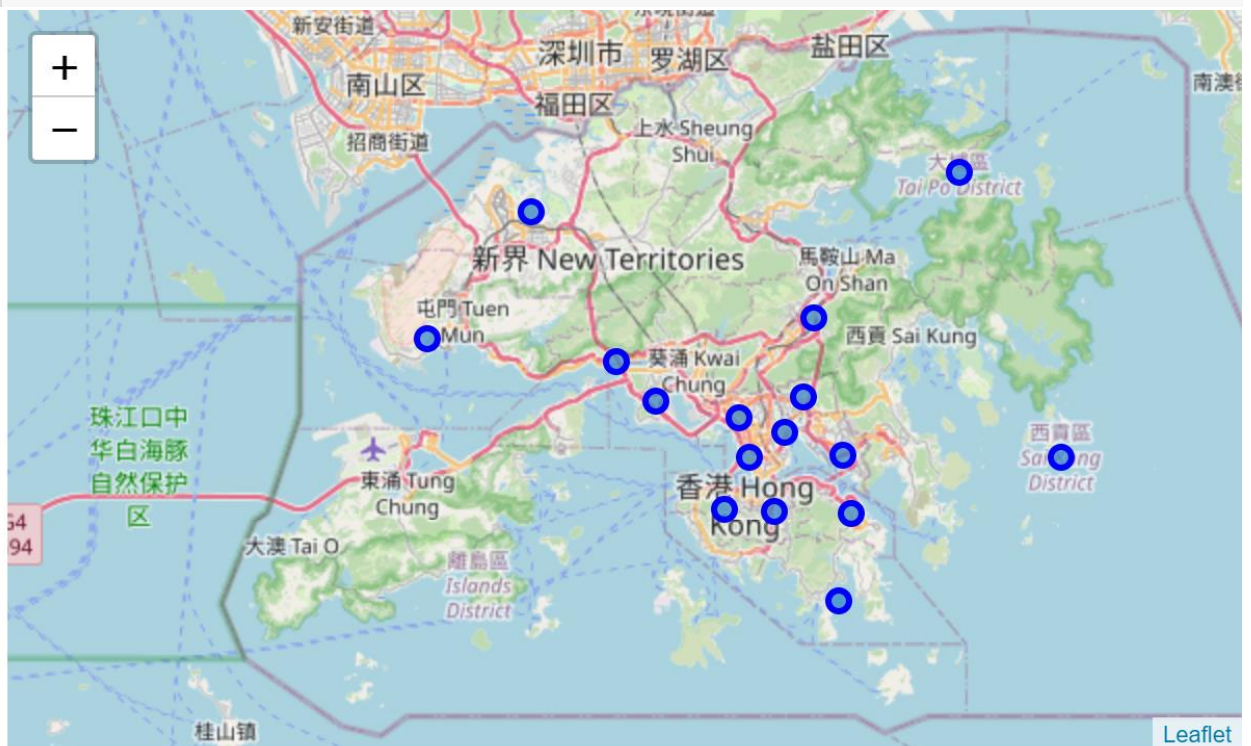 新安街道
深圳市
罗湖区
盐田区
+
南山区
南澳
福田区
−
上水 Sheung
Shui
招商街道
大埔區
Tai Po District
新界 New Territories
馬鞍山 Ma
On Shan
屯門 Tuen
Mun
西貢 Sai Kung
葵涌 Kwai
Chung
珠江口中
华白海豚
自然保护
区
西貢區
District
東涌 Tung
Chung
香港 Hong
Kong
G4
94
大澳 Tai O
離島區
Islands
District
桂山镇
Leaflet